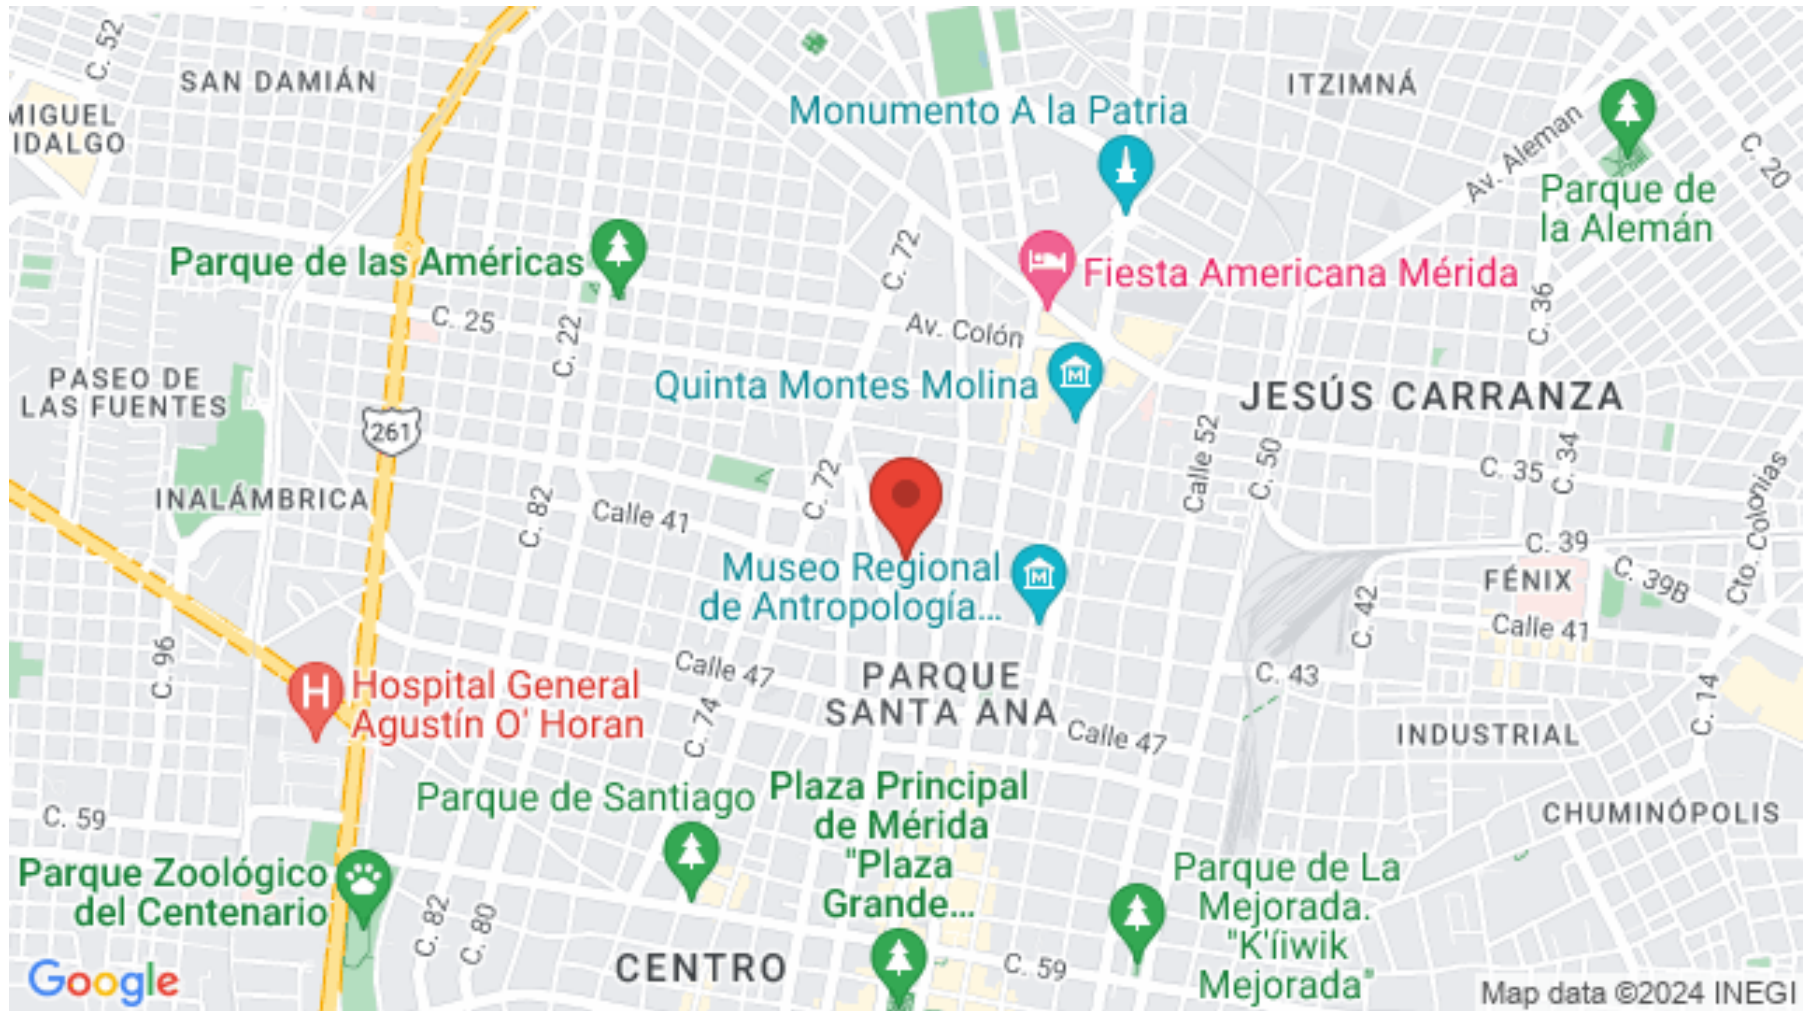 C. 52
SAN DAMIÁN
MIGUEL
IDALGO
Monumento A la Patria
ITZIMNÁ
Av. Aleman
C. 20
Parque de
la Alemán
Parque de las Américas
C. 72
Fiesta Americana Mérida
C. 36
C. 25
C. 22
Av. Colón
PASEO DE
LAS FUENTES
Quinta Montes Molina
JESÚS CARRANZA
261
Calle 52
C. 50
C. 35
C. 34
Cto. Colonias
INALÁMBRICA
C. 82
Calle 41
C. 72
C. 39
Museo Regional
de Antropología...
FÉNIX
C. 39B
C. 42
Calle 41
C. 96
Hospital General
Agustín O' Horan
Calle 47
PARQUE
SANTA ANA
C. 43
C. 14
C. 74
Calle 47
INDUSTRIAL
Parque de Santiago
Plaza Principal
de Mérida
"Plaza
Grande...
CHUMINÓPOLIS
C. 59
Parque Zoológico
del Centenario
C. 82
C. 80
Parque de La
Mejorada.
"K'íiwik
Mejorada"
CENTRO
C. 59
Google
Map data ©2024 INEGI